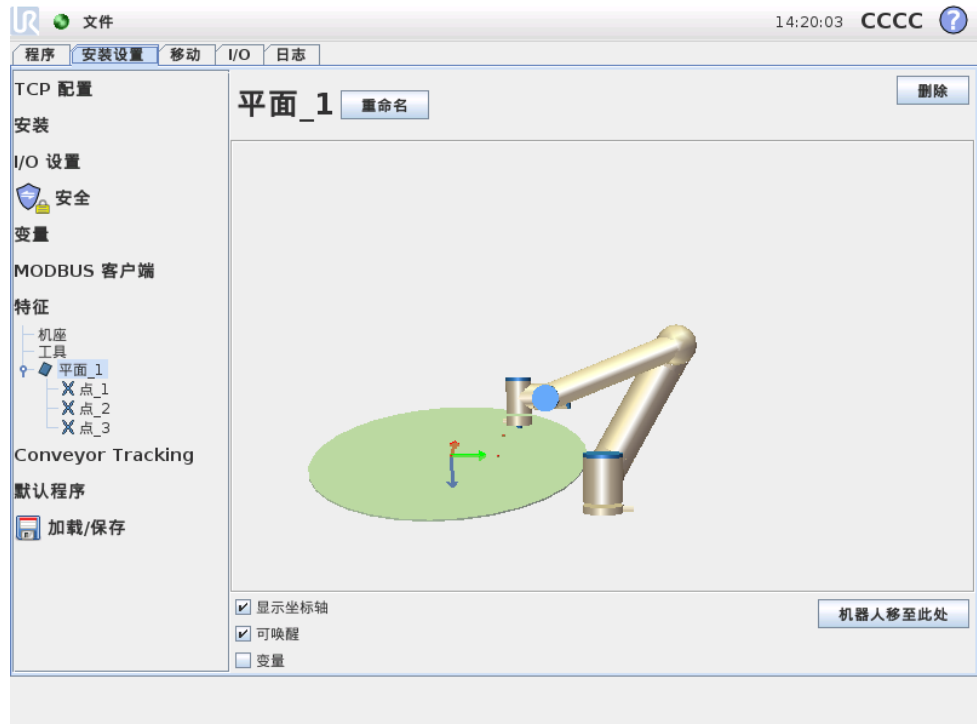 UR 文件 14:20:03 CCCC ?
程序 安装设置 移动 I/O 日志
TCP 配置
安装
I/O 设置
安全
变量
MODBUS 客户端
特征
机座
工具
平面_1
点_1
点_2
点_3
Conveyor Tracking
默认程序
加载/保存
平面_1 重命名 删除
显示坐标轴
可唤醒
变量
机器人移至此处